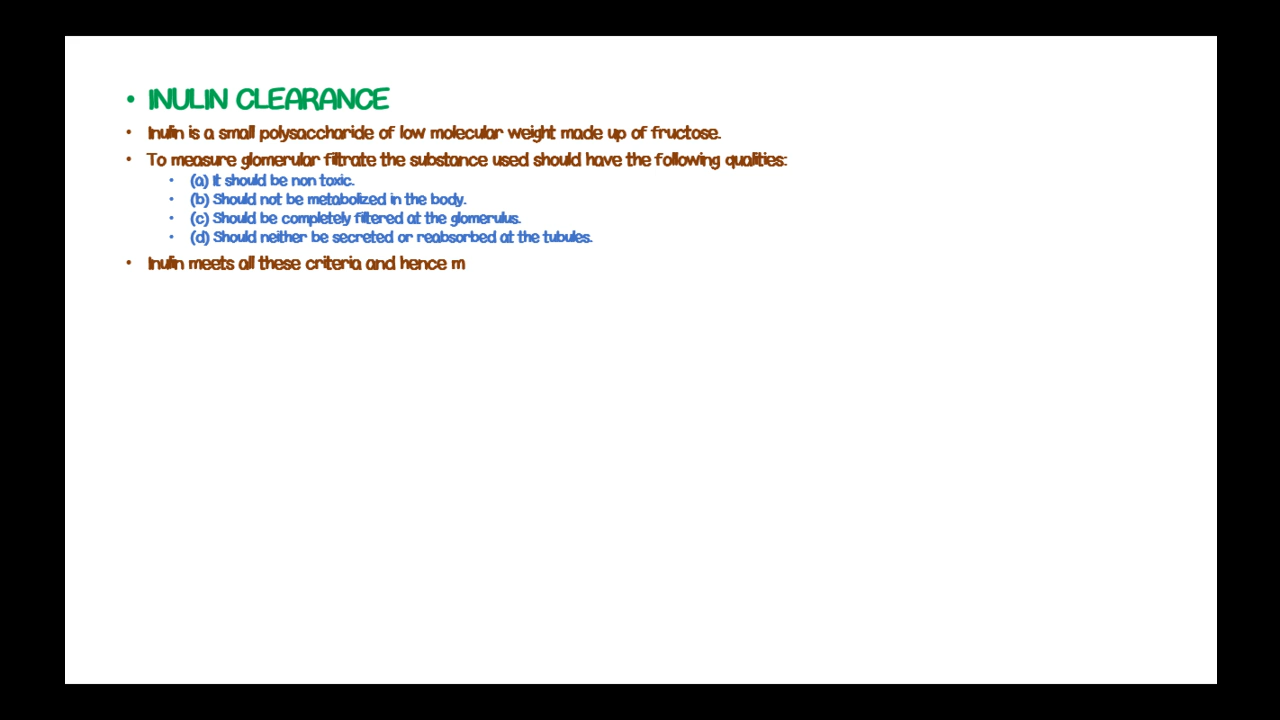 • INULIN CLEARANCE
• Inulin is a small polysaccharide of low molecular weight made up of fructose.
• To measure glomerular filtrate the substance used should have the following qualities:
• (a) It should be non toxic.
• (b) Should not be metabolized in the body.
• (c) Should be completely filtered at the glomerulus.
• (d) Should neither be secreted or reabsorbed at the tubules.
• Inulin meets all these criteria and hence m